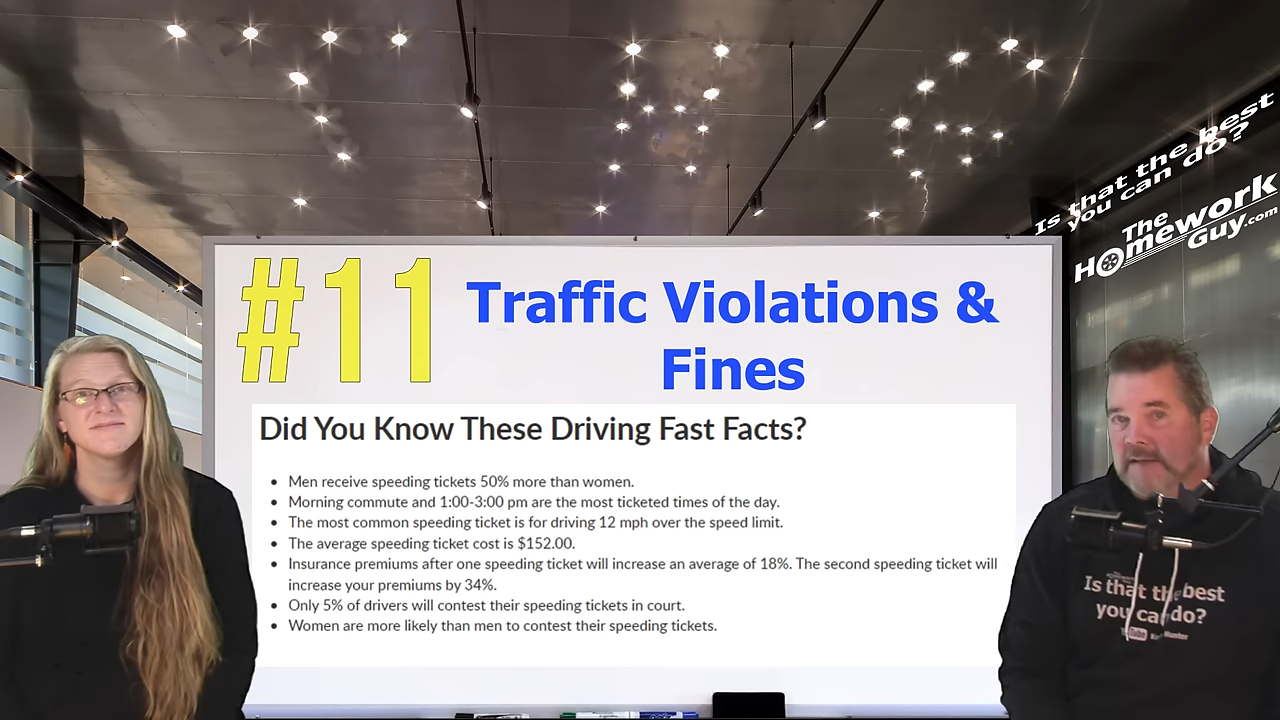 Is that the best
you can do?
The
Homework
Guy.com
#11
Traffic Violations &
Fines
Did You Know These Driving Fast Facts?
• Men receive speeding tickets 50% more than women.
• Morning commute and 1:00-3:00 pm are the most ticketed times of the day.
• The most common speeding ticket is for driving 12 mph over the speed limit.
• The average speeding ticket cost is $152.00.
• Insurance premiums after one speeding ticket will increase an average of 18%. The second speeding ticket will
increase your premiums by 34%.
• Only 5% of drivers will contest their speeding tickets in court.
• Women are more likely than men to contest their speeding tickets.
Is that the best
you can do?